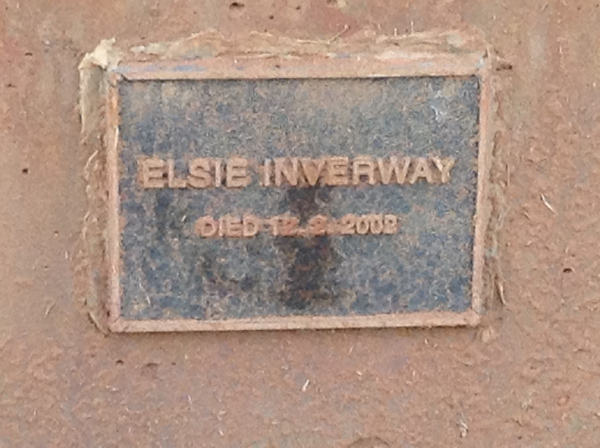 ELSIE INVERWAY
DIED 12.2.2002